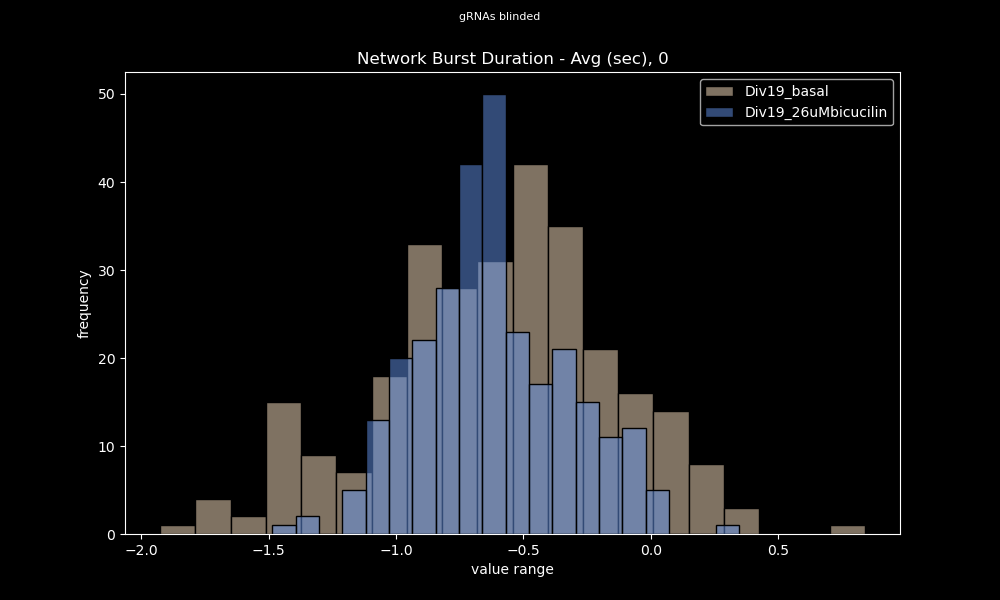 gRNAs blinded
Network Burst Duration - Avg (sec), 0
Div19_basal
Div19_26uMbicucilin
frequency
50
40
30
20
10
0
−2.0 −1.5 −1.0 −0.5 0.0 0.5
value range